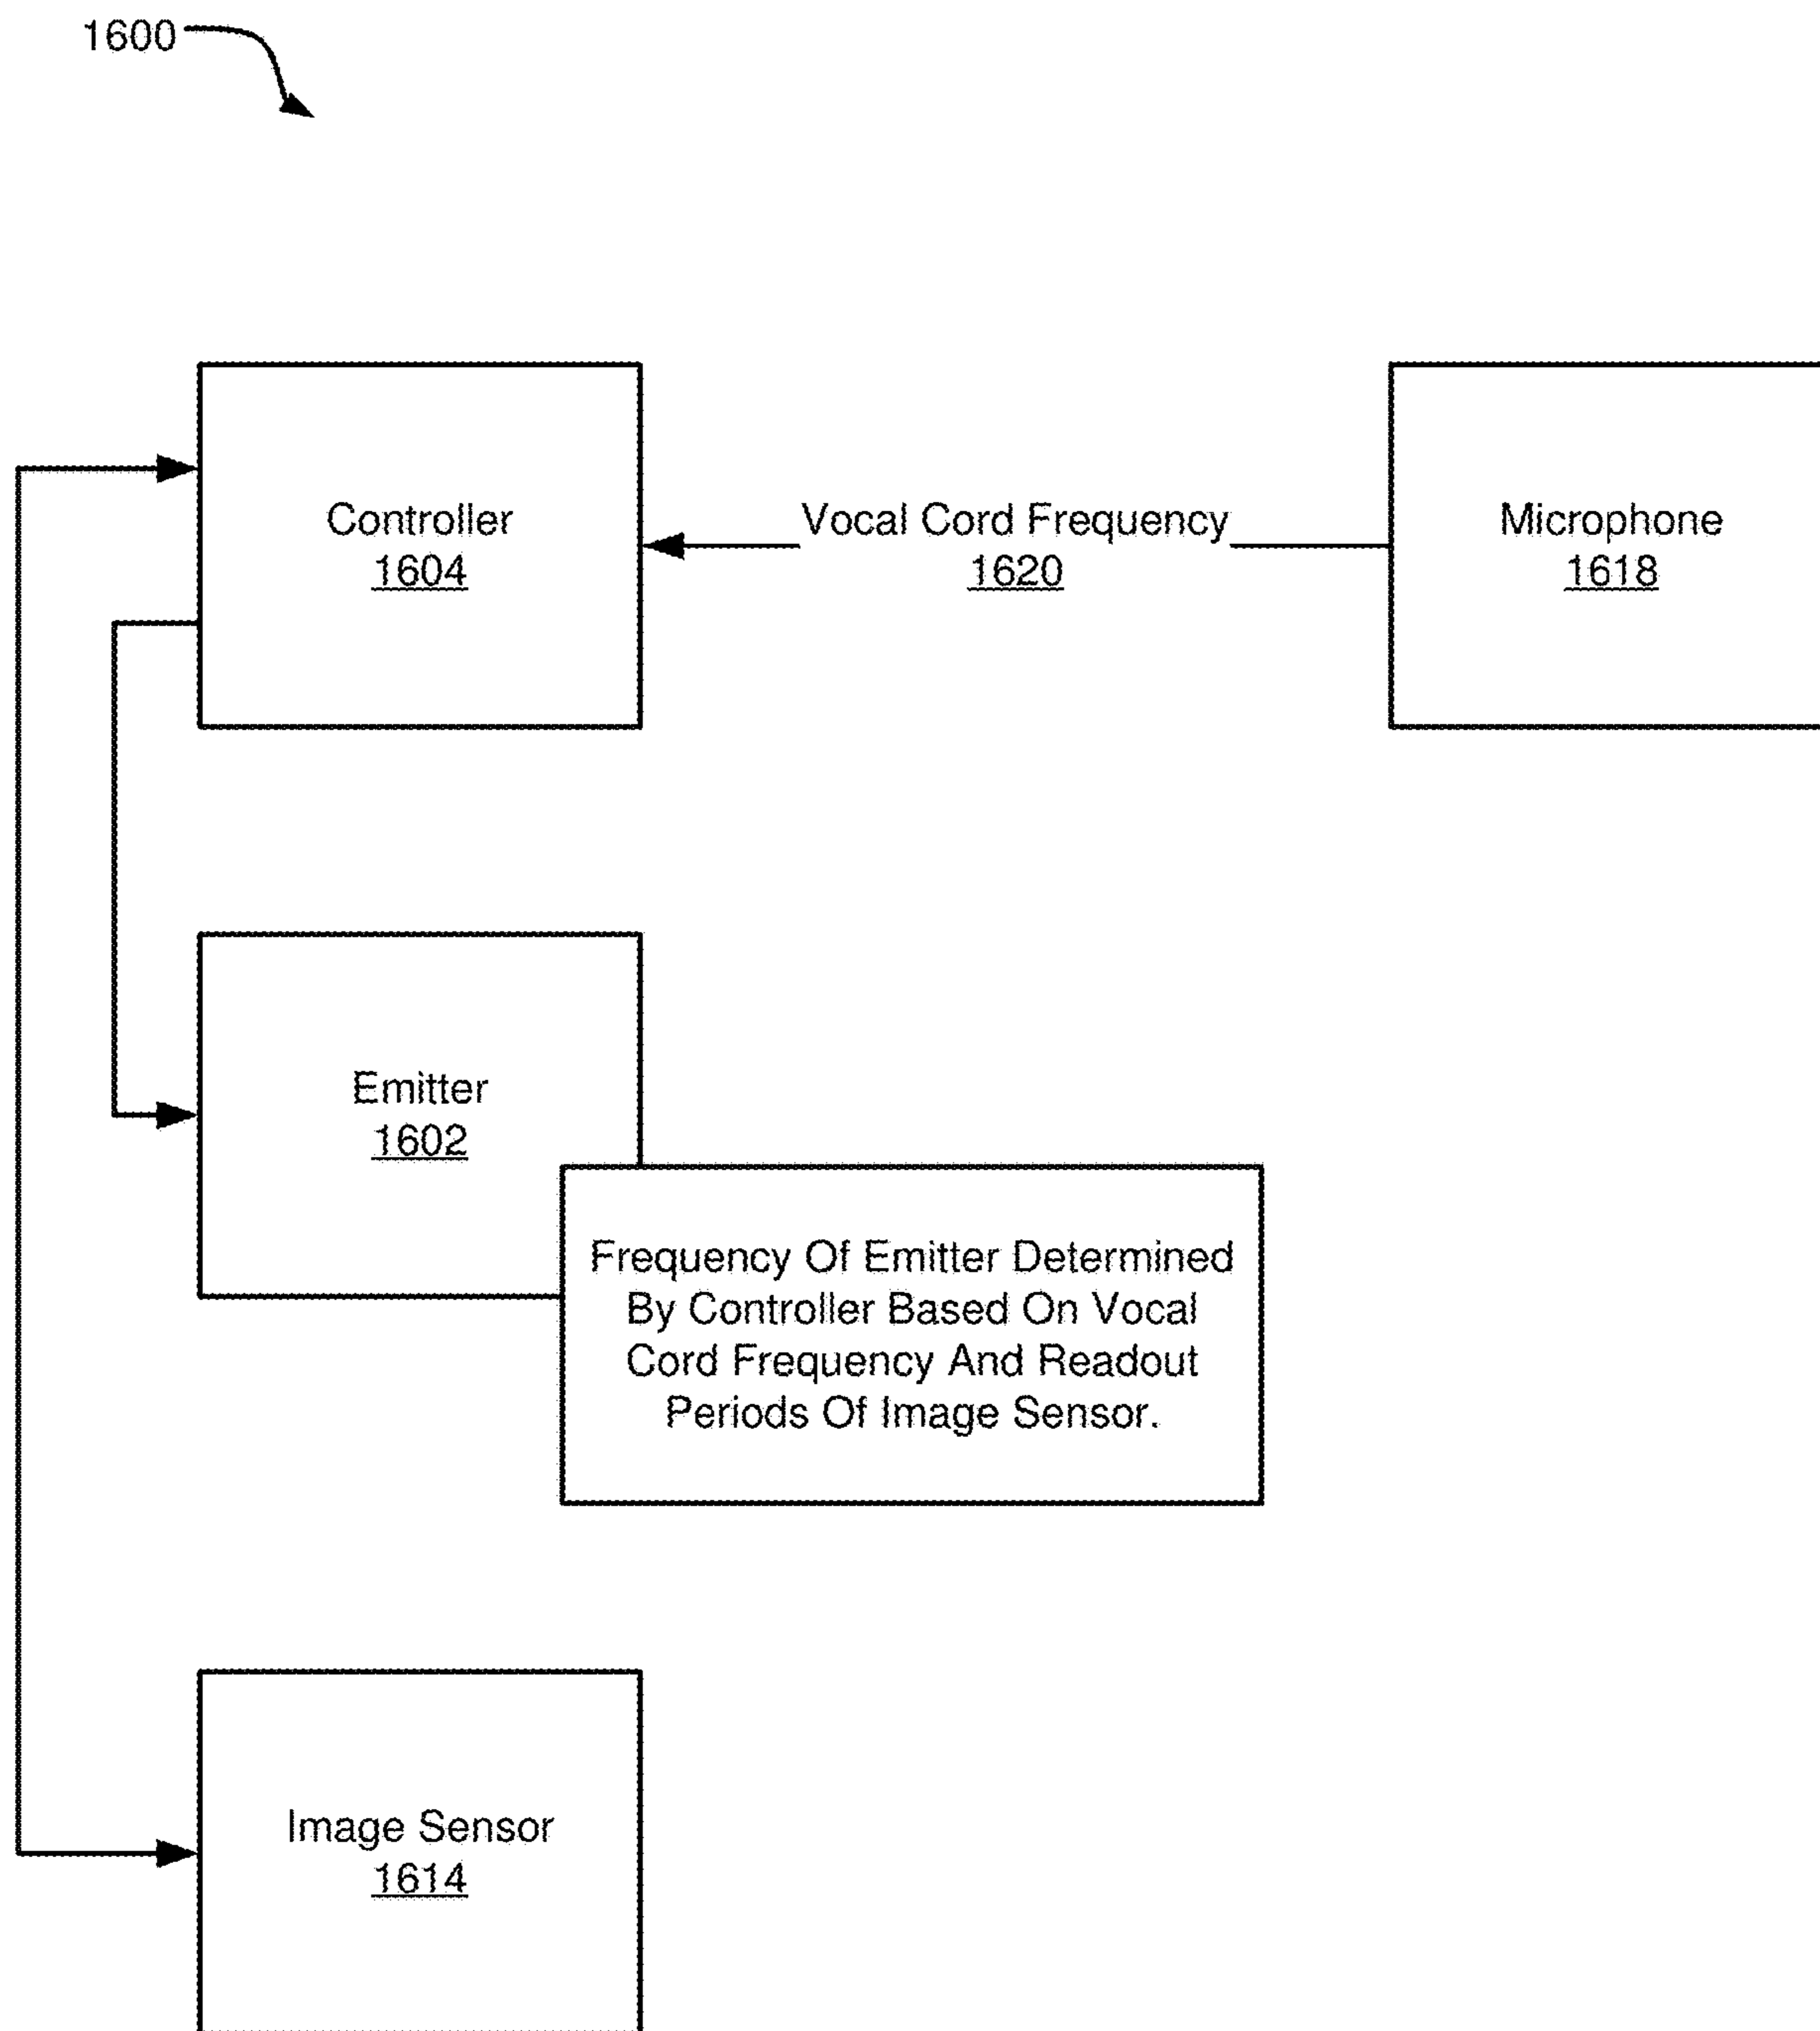 1600
Controller
1604
Vocal Cord Frequency
1620
Microphone
1618
Emitter
1602
Frequency Of Emitter Determined
By Controller Based On Vocal
Cord Frequency And Readout
Periods Of Image Sensor.
Image Sensor
1614